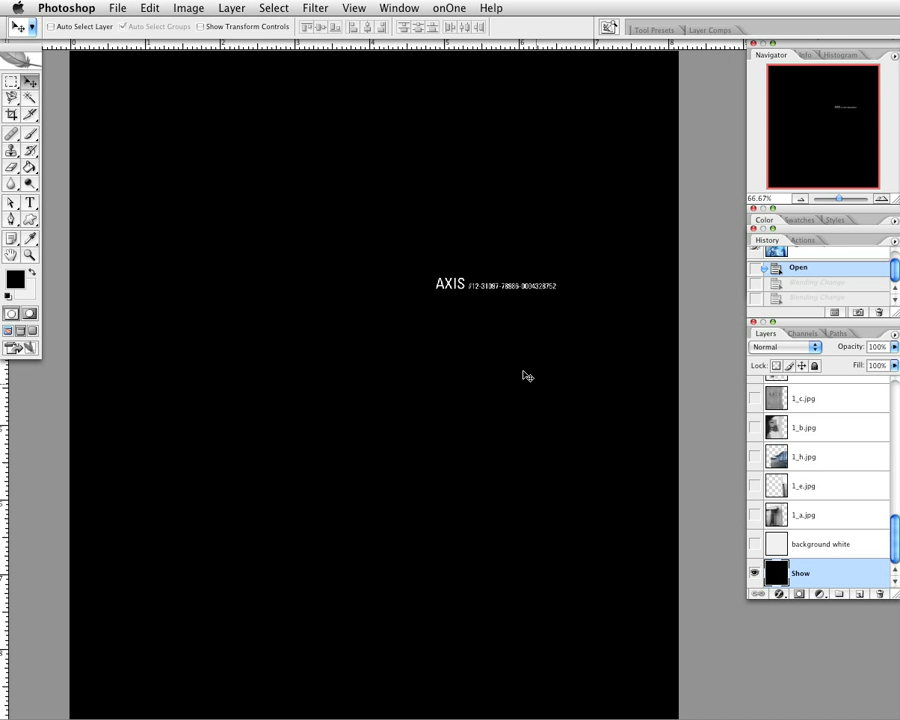 Photoshop File Edit Image Layer Select Filter View Window onOne Help
Auto Select Layer Auto Select Groups Show Transform Controls
Tool Presets Layer Comps
Navigator Info Histogram
66.67%
Color Swatches Styles
History Actions
Open
Blending Change
Blending Change
Layers Channels Paths
Normal Opacity: 100%
Lock: Fill: 100%
1_c.jpg
1_b.jpg
1_h.jpg
1_e.jpg
1_a.jpg
background white
Show
AXIS